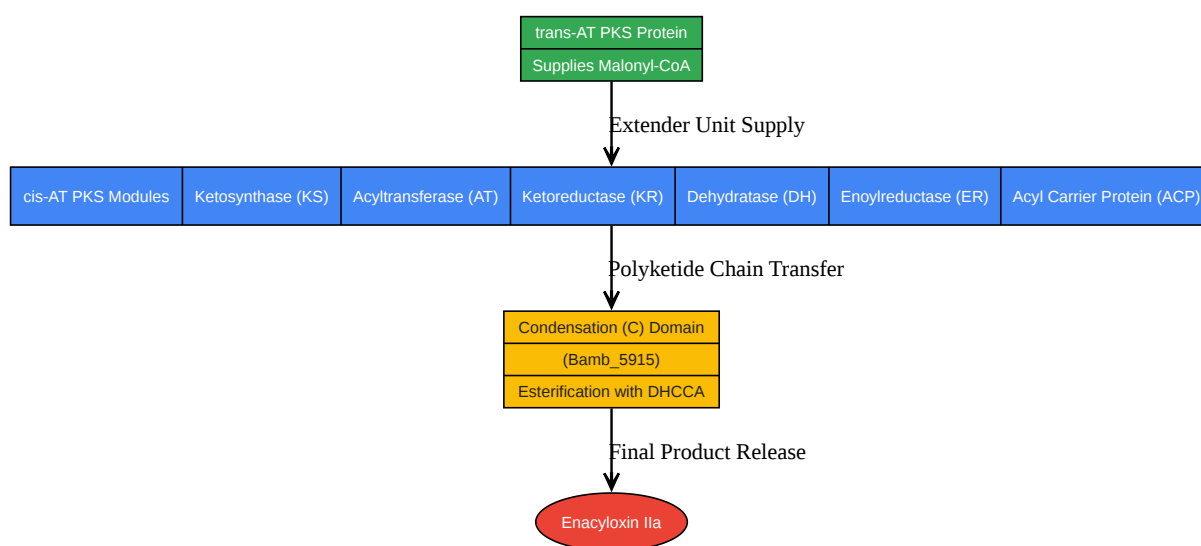 trans-AT PKS Protein
Supplies Malonyl-CoA
Extender Unit Supply
cis-AT PKS Modules
Ketosynthase (KS)
Acyltransferase (AT)
Ketoreductase (KR)
Dehydratase (DH)
Enoylreductase (ER)
Acyl Carrier Protein (ACP)
Polyketide Chain Transfer
Condensation (C) Domain
(Bamb_5915)
Esterification with DHCCA
Final Product Release
Enacyloxin IIa